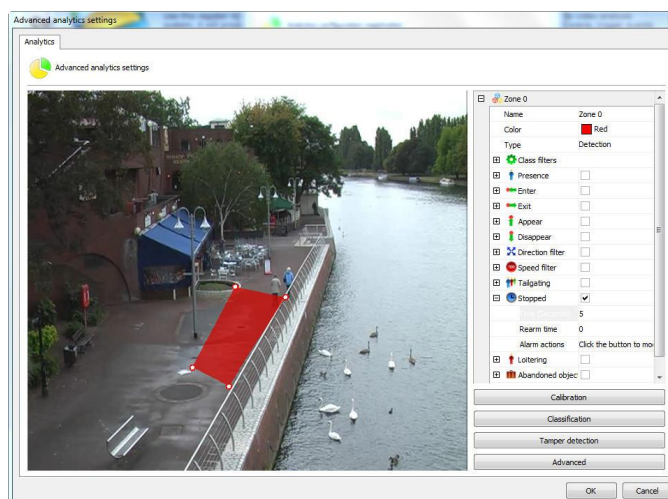 Advanced analytics settings
Analytics
Advanced analytics settings
Zone 0
Name Zone 0
Color Red
Type Detection
Class filters
Presence
Enter
Exit
Appear
Disappear
Direction filter
Speed filter
Tailgating
Stopped
5
Rearm time 0
Alarm actions Click the button to mo
Loitering
Abandoned objec
Calibration
Classification
Tamper detection
Advanced
OK Cancel